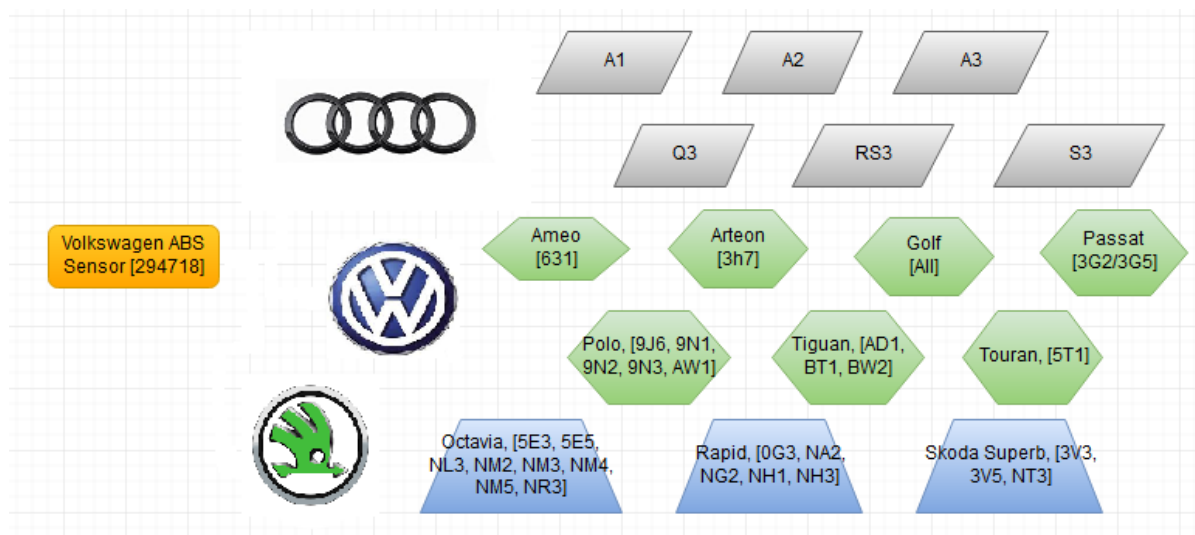 A1
A2
A3
Q3
RS3
S3
Volkswagen ABS
Sensor [294718]
Ameo
[631]
Arteon
[3h7]
Golf
[All]
Passat
[3G2/3G5]
Polo, [9J6, 9N1,
9N2, 9N3, AW1]
Tiguan, [AD1,
BT1, BW2]
Touran, [5T1]
Octavia, [5E3, 5E5,
NL3, NM2, NM3, NM4,
NM5, NR3]
Rapid, [0G3, NA2,
NG2, NH1, NH3]
Skoda Superb, [3V3,
3V5, NT3]